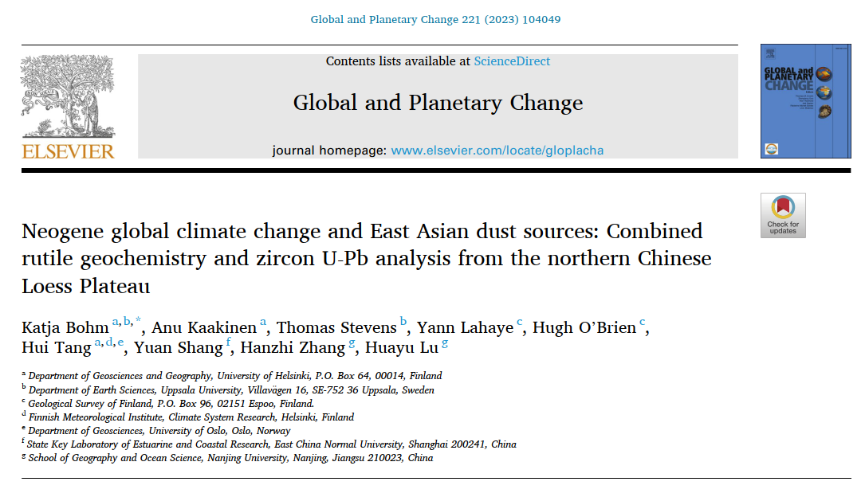 Global and Planetary Change 221 (2023) 104049
Contents lists available at ScienceDirect
Global and Planetary Change
journal homepage: www.elsevier.com/locate/gloplacha
ELSEVIER
GLOBAL and
PLANETARY
CHANGE
Check for
updates
Neogene global climate change and East Asian dust sources: Combined
rutile geochemistry and zircon U-Pb analysis from the northern Chinese
Loess Plateau
Katja Bohm a,b,*, Anu Kaakinen a, Thomas Stevens b, Yann Lahaye c, Hugh O'Brien c,
Hui Tang a,d,e, Yuan Shang f, Hanzhi Zhang g, Huayu Lu g
a Department of Geosciences and Geography, University of Helsinki, P.O. Box 64, 00014, Finland
b Department of Earth Sciences, Uppsala University, Villavägen 16, SE-752 36 Uppsala, Sweden
c Geological Survey of Finland, P.O. Box 96, 02151 Espoo, Finland
d Finnish Meteorological Institute, Climate System Research, Helsinki, Finland
e Department of Geosciences, University of Oslo, Oslo, Norway
f State Key Laboratory of Estuarine and Coastal Research, East China Normal University, Shanghai 200241, China
g School of Geography and Ocean Science, Nanjing University, Nanjing, Jiangsu 210023, China